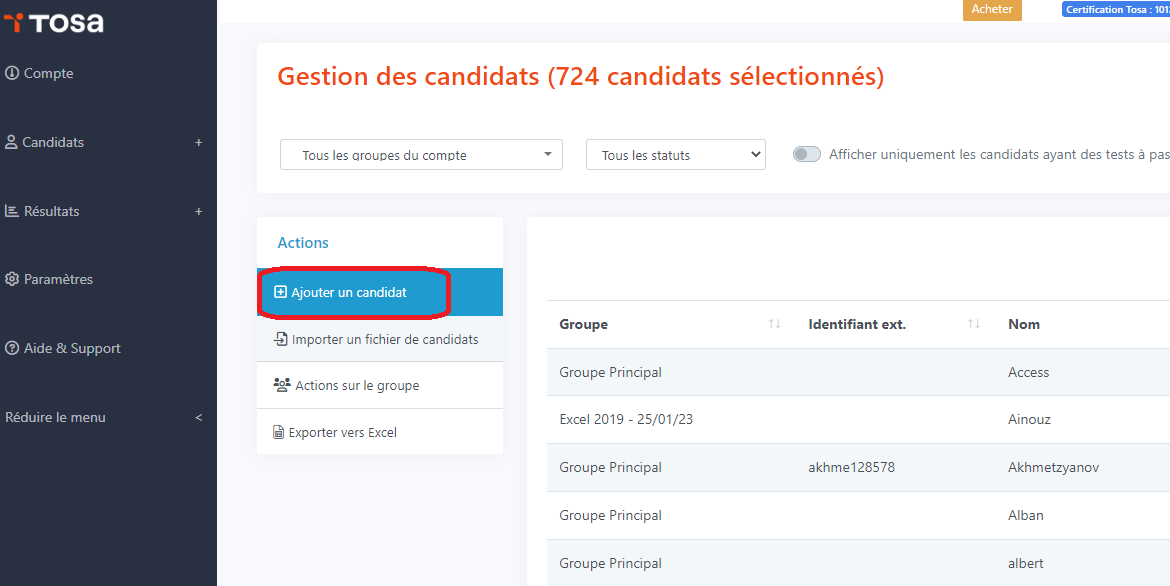 TOSA
Acheter
Certification Tosa : 101
Compte
Candidats +
Résultats +
Paramètres
Aide & Support
Réduire le menu <
Gestion des candidats (724 candidats sélectionnés)
Tous les groupes du compte
Tous les statuts
Afficher uniquement les candidats ayant des tests à pas
Actions
Ajouter un candidat
Importer un fichier de candidats
Actions sur le groupe
Exporter vers Excel
Groupe Identifiant ext. Nom
Groupe Principal Access
Excel 2019 - 25/01/23 Ainouz
Groupe Principal akhme128578 Akhmetzyanov
Groupe Principal Alban
Groupe Principal albert